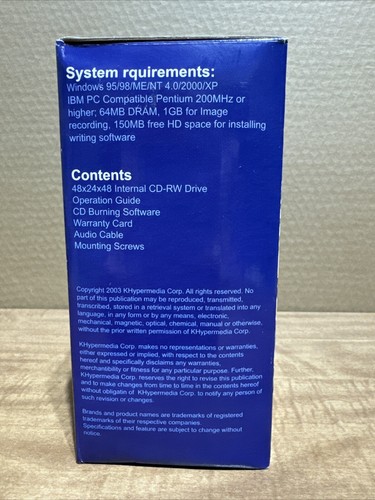 System rquirements:
Windows 95/98/ME/NT 4.0/2000/XP
IBM PC Compatible Pentium 200MHz or
higher; 64MB DRAM, 1GB for Image
recording, 150MB free HD space for installing
writing software
Contents
48x24x48 Internal CD-RW Drive
Operation Guide
CD Burning Software
Warranty Card
Audio Cable
Mounting Screws
Copyright 2003 KHypermedia Corp. All rights reserved. No
part of this publication may be reproduced, transmitted,
transcribed, stored in a retrieval system or translated into any
language, in any form or by any means, electronic,
mechanical, magnetic, optical, chemical, manual or otherwise,
without the prior written permission of KHypermedia Corp.
KHypermedia Corp. makes no representations or warranties,
either expressed or implied, with respect to the contents
hereof and specifically disclaims any warranties,
merchantibility or fitness for any particular purpose. Further,
KHypermedia Corp. reserves the right to revise this publication
and to make changes from time to time in the contents hereof
without obligatin of KHypermedia Corp. to notify any person of
such revision or changes.
Brands and product names are trademarks of registered
trademarks of their respective companies.
Specifications and feature are subject to change without
notice.